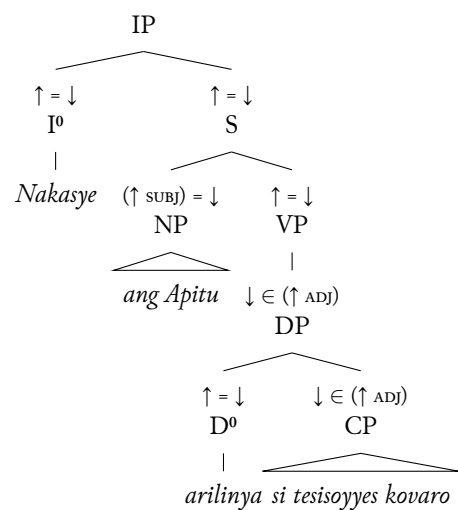 IP
↑ = ↓ ↑ = ↓
I⁰ S
Nakasye (↑ SUBJ) = ↓ ↑ = ↓
NP VP
ang Apitu ↓ ∈ (↑ ADJ)
DP
↑ = ↓ ↓ ∈ (↑ ADJ)
D⁰ CP
arilinya si tesisoyyes kovaro